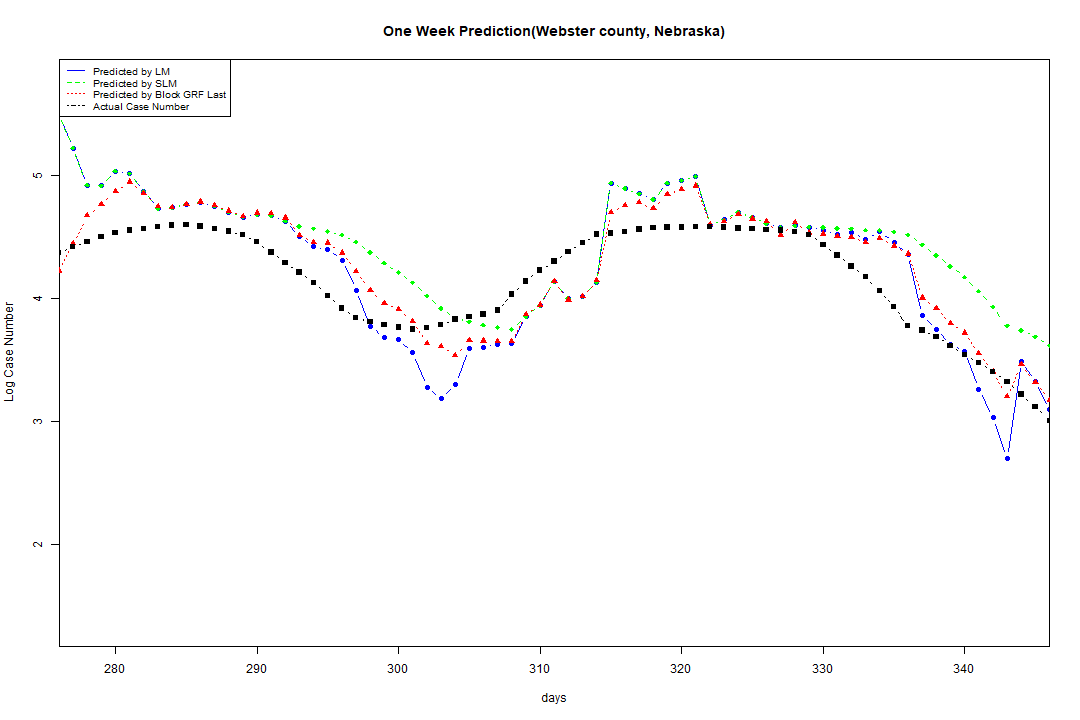 One Week Prediction(Webster county, Nebraska)
Predicted by LM
Predicted by SLM
Predicted by Block GRF Last
Actual Case Number
5
4
3
2
Log Case Number
280 290 300 310 320 330 340
days